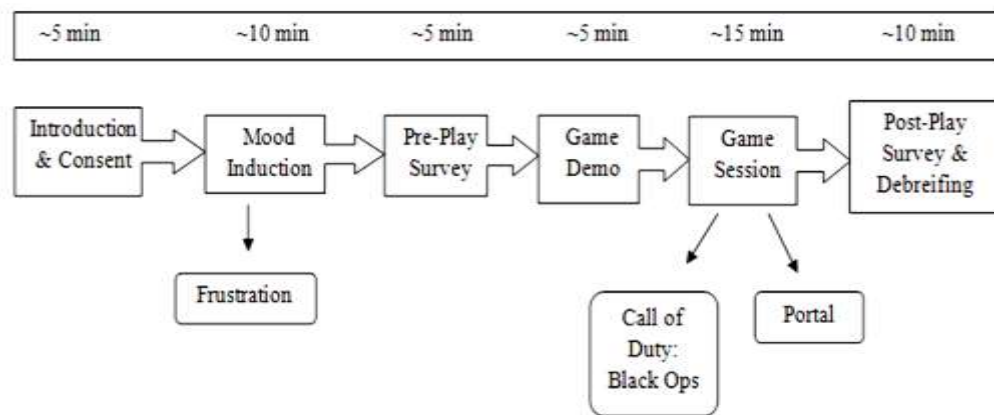 ~5 min ~10 min ~5 min ~5 min ~15 min ~10 min
Introduction
& Consent
Mood
Induction
Pre-Play
Survey
Game
Demo
Game
Session
Post-Play
Survey &
Debreifing
Frustration
Call of
Duty:
Black Ops
Portal